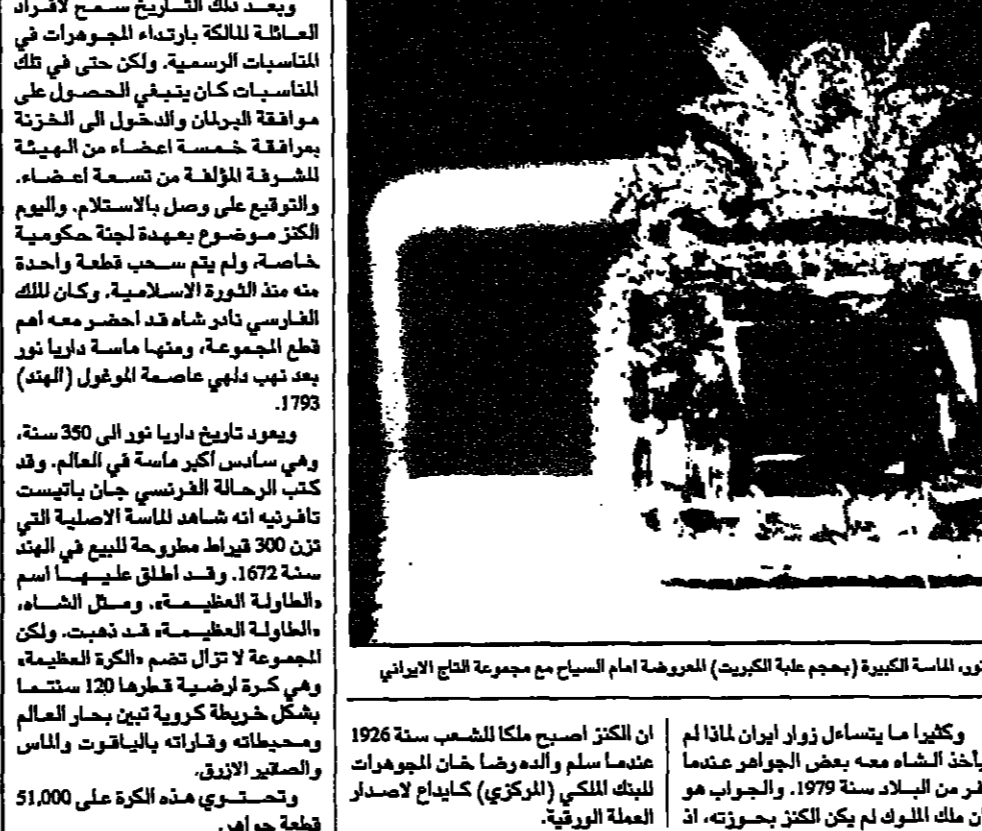 نور، الماسة الكبيرة (بحجم علبة الكبريت) المعروضة امام السياح مع مجموعة التاج الايراني
وكثيرا ما يتساءل زوار ايران لماذا لم
يأخذ الشاه معه بعض الجواهر عندما
فر من البلاد سنة 1979. والجواب هو
ان ملك الملوك لم يكن الكنز بحوزته، اذ
ان الكنز اصبح ملكا للشعب سنة 1926
عندما سلم والده رضا خان المجوهرات
للبنك الملكي (المركزي) كايداع لاصدار
العملة الورقية.
وبعد ذلك التاريخ سمح لافراد
العائلة المالكة بارتداء المجوهرات في
المناسبات الرسمية. ولكن حتى في تلك
المناسبات كان ينبغي الحصول على
موافقة البرلمان والدخول الى الخزنة
بمرافقة خمسة اعضاء من الهيئة
المشرفة المؤلفة من تسعة اعضاء.
والتوقيع على وصل بالاستلام. واليوم
الكنز موضوع بعهدة لجنة حكومية
خاصة، ولم يتم سحب قطعة واحدة
منه منذ الثورة الاسلامية. وكان الملك
الفارسي نادر شاه قد احضر معه اهم
قطع المجموعة، ومنها ماسة داريا نور
بعد نهب دلهي عاصمة الموغول (الهند)
1793.
ويعود تاريخ داريا نور الى 350 سنة،
وهي سادس أكبر ماسة في العالم. وقد
كتب الرحالة الفرنسي جان باتيست
تافرنيه انه شاهد الماسة الاصلية التي
تزن 300 قيراط مطروحة للبيع في الهند
سنة 1672. وقد اطلق عليها اسم
«الطاولة العظيمة». ومثل الشاه،
«الطاولة العظيمة» قد ذهبت. ولكن
المجموعة لا تزال تضم «الكرة العظيمة»
وهي كرة ارضية قطرها 120 سنتما
بشكل خريطة كروية تبين بحار العالم
ومحيطاته وقاراته بالياقوت والماس
والصفير الازرق.
وتحتوي هذه الكرة على 51,000
قطعة جواهر.